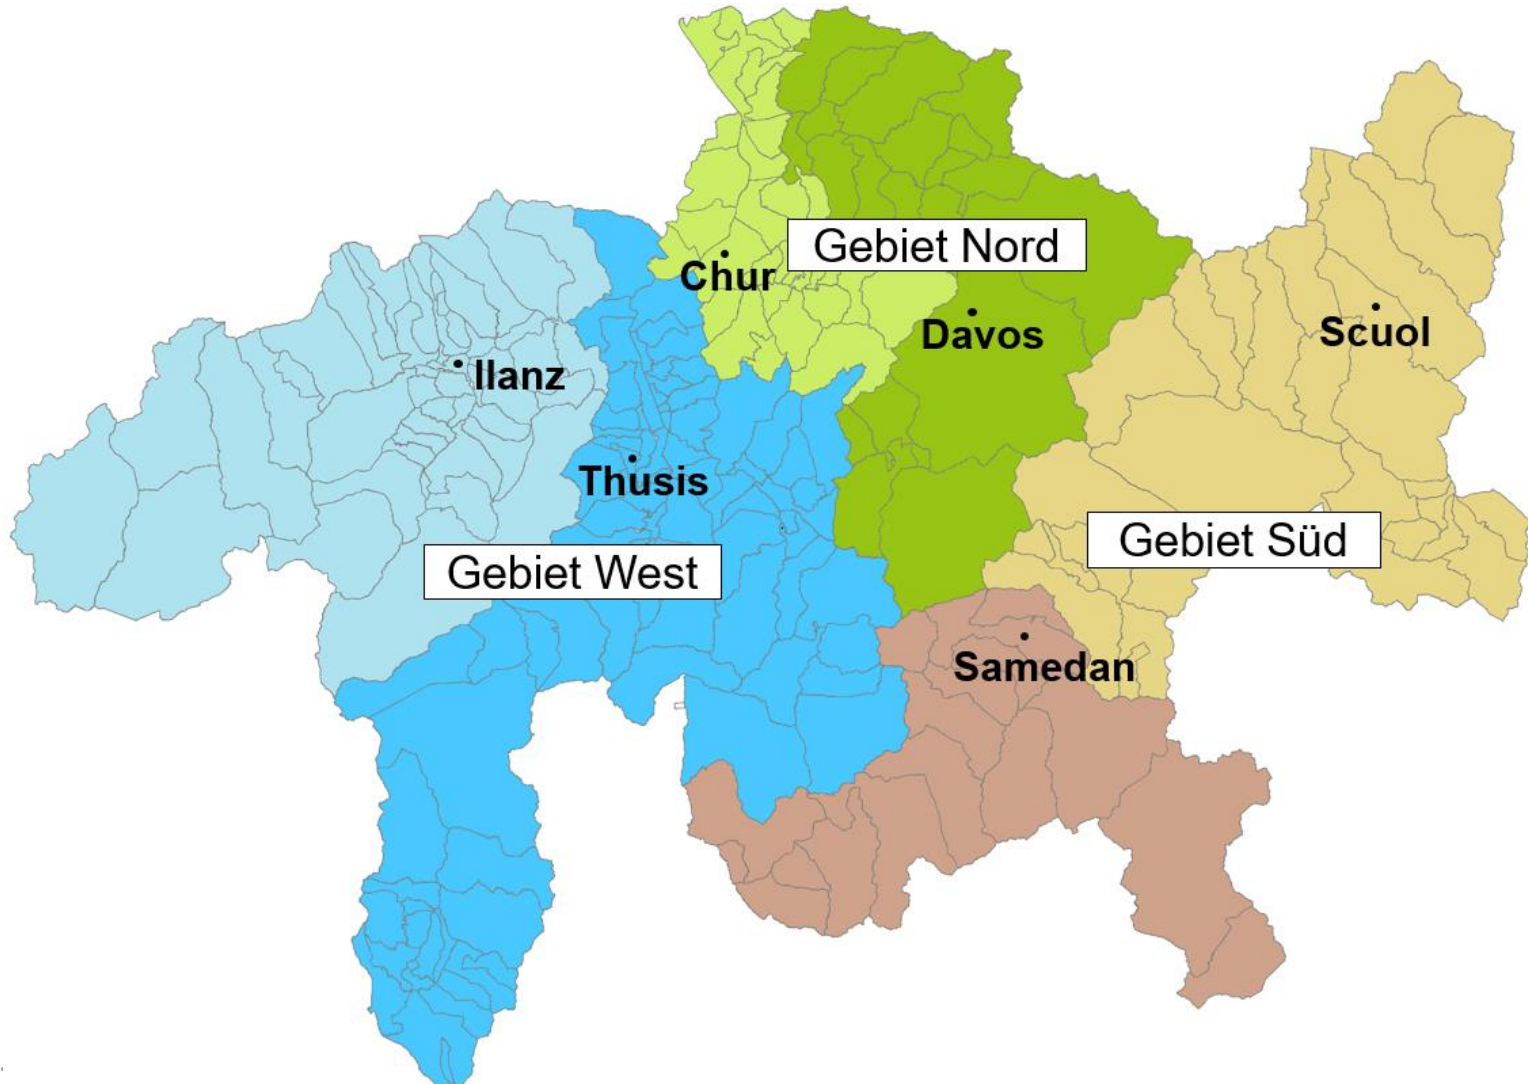 Gebiet Nord
Chur
Davos
Scuol
Ilanz
Thusis
Gebiet Süd
Gebiet West
Samedan